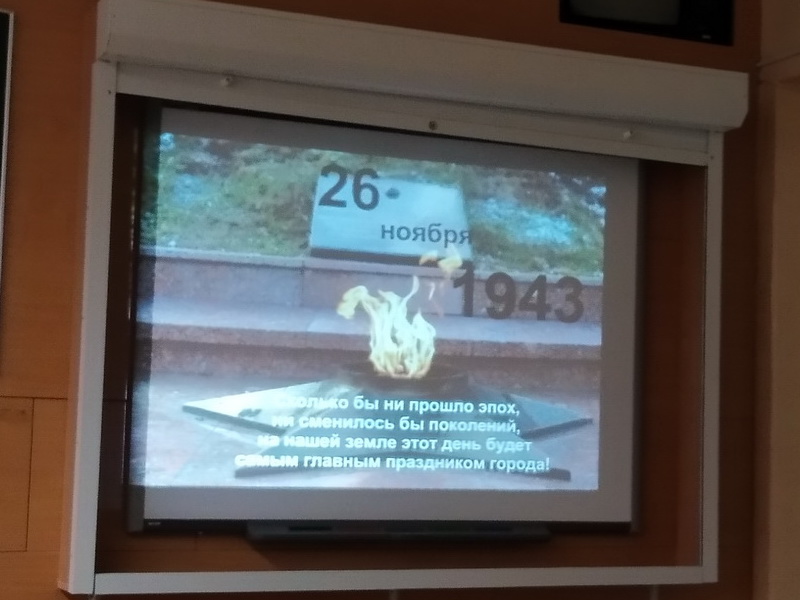 26
ноября
1943
Сколько бы ни прошло эпох,
ни сменилось бы поколений,
на нашей земле этот день будет
самым главным праздником города!